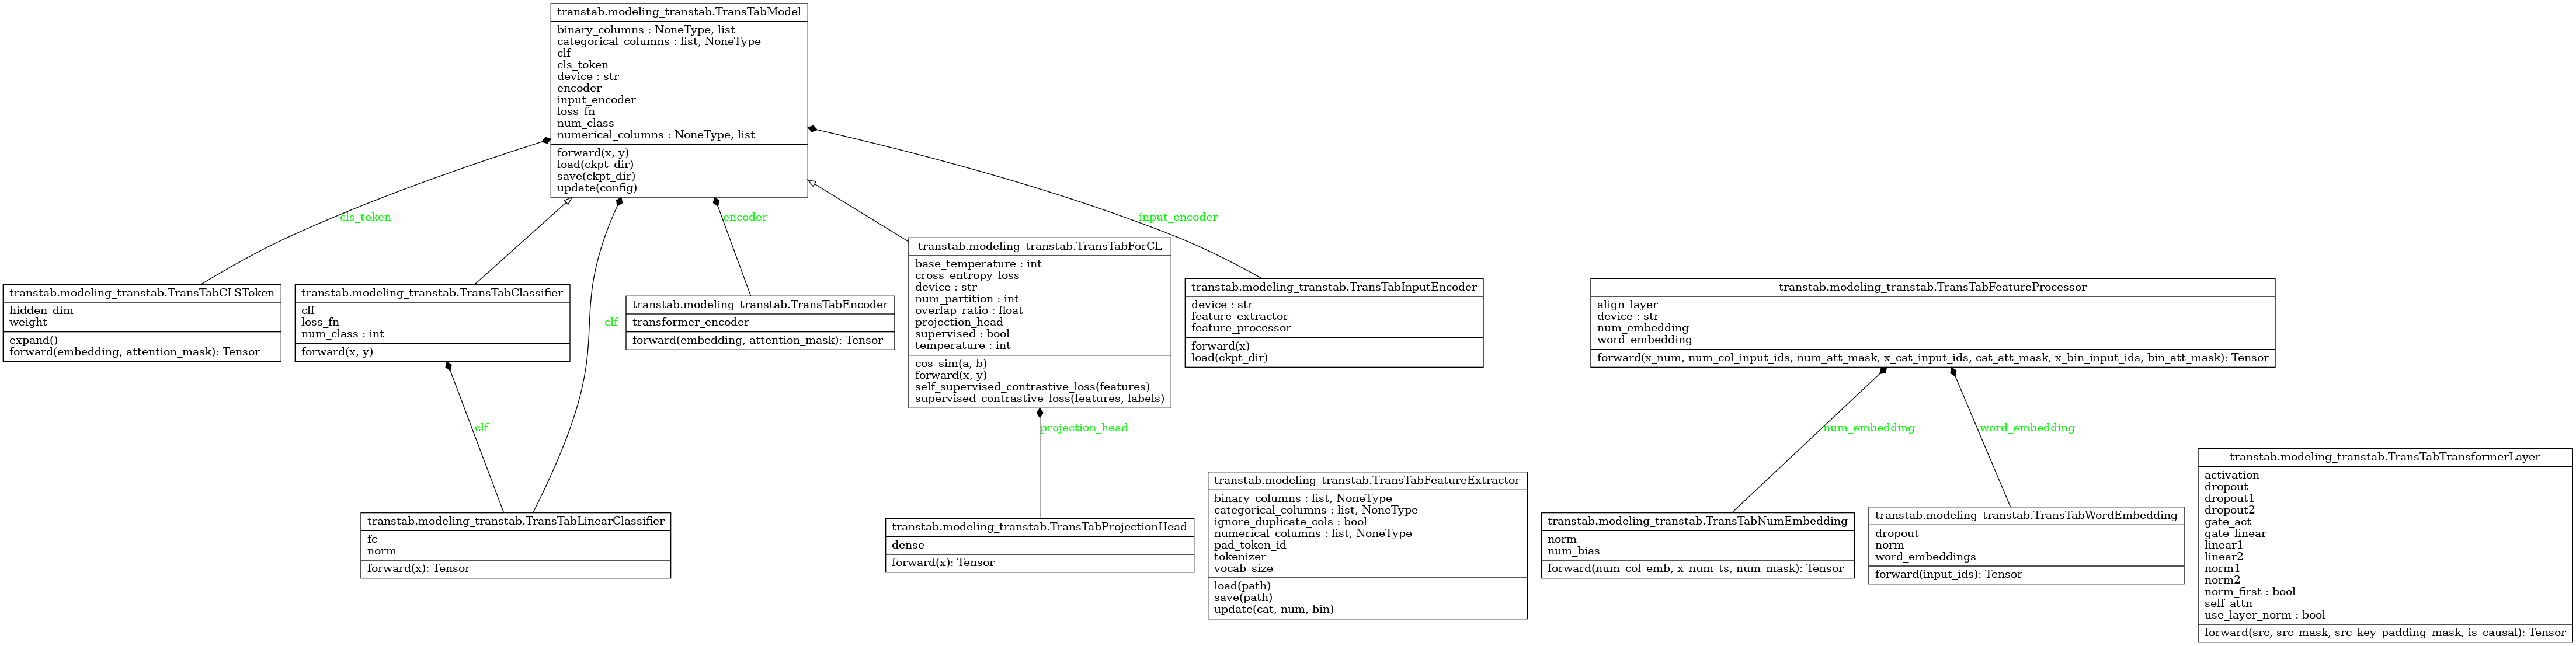 transtab.modeling_transtab.TransTabModel
binary_columns : NoneType, list
categorical_columns : list, NoneType
clf
cls_token
device : str
encoder
input_encoder
loss_fn
num_class
numerical_columns : NoneType, list
forward(x, y)
load(ckpt_dir)
save(ckpt_dir)
update(config)
cls_token
encoder
input_encoder
clf
transtab.modeling_transtab.TransTabCLSToken
hidden_dim
weight
expand()
forward(embedding, attention_mask): Tensor
transtab.modeling_transtab.TransTabClassifier
clf
loss_fn
num_class : int
forward(x, y)
transtab.modeling_transtab.TransTabEncoder
transformer_encoder
forward(embedding, attention_mask): Tensor
transtab.modeling_transtab.TransTabForCL
base_temperature : int
cross_entropy_loss
device : str
num_partition : int
overlap_ratio : float
projection_head
supervised : bool
temperature : int
cos_sim(a, b)
forward(x, y)
self_supervised_contrastive_loss(features)
supervised_contrastive_loss(features, labels)
transtab.modeling_transtab.TransTabInputEncoder
device : str
feature_extractor
feature_processor
forward(x)
load(ckpt_dir)
transtab.modeling_transtab.TransTabFeatureProcessor
align_layer
device : str
num_embedding
word_embedding
forward(x_num, num_col_input_ids, num_att_mask, x_cat_input_ids, cat_att_mask, x_bin_input_ids, bin_att_mask): Tensor
clf
projection_head
num_embedding
word_embedding
transtab.modeling_transtab.TransTabLinearClassifier
fc
norm
forward(x): Tensor
transtab.modeling_transtab.TransTabProjectionHead
dense
forward(x): Tensor
transtab.modeling_transtab.TransTabFeatureExtractor
binary_columns : list, NoneType
categorical_columns : list, NoneType
ignore_duplicate_cols : bool
numerical_columns : list, NoneType
pad_token_id
tokenizer
vocab_size
load(path)
save(path)
update(cat, num, bin)
transtab.modeling_transtab.TransTabNumEmbedding
norm
num_bias
forward(num_col_emb, x_num_ts, num_mask): Tensor
transtab.modeling_transtab.TransTabWordEmbedding
dropout
norm
word_embeddings
forward(input_ids): Tensor
transtab.modeling_transtab.TransTabTransformerLayer
activation
dropout
dropout1
dropout2
gate_act
gate_linear
linear1
linear2
norm1
norm2
norm_first : bool
self_attn
use_layer_norm : bool
forward(src, src_mask, src_key_padding_mask, is_causal): Tensor